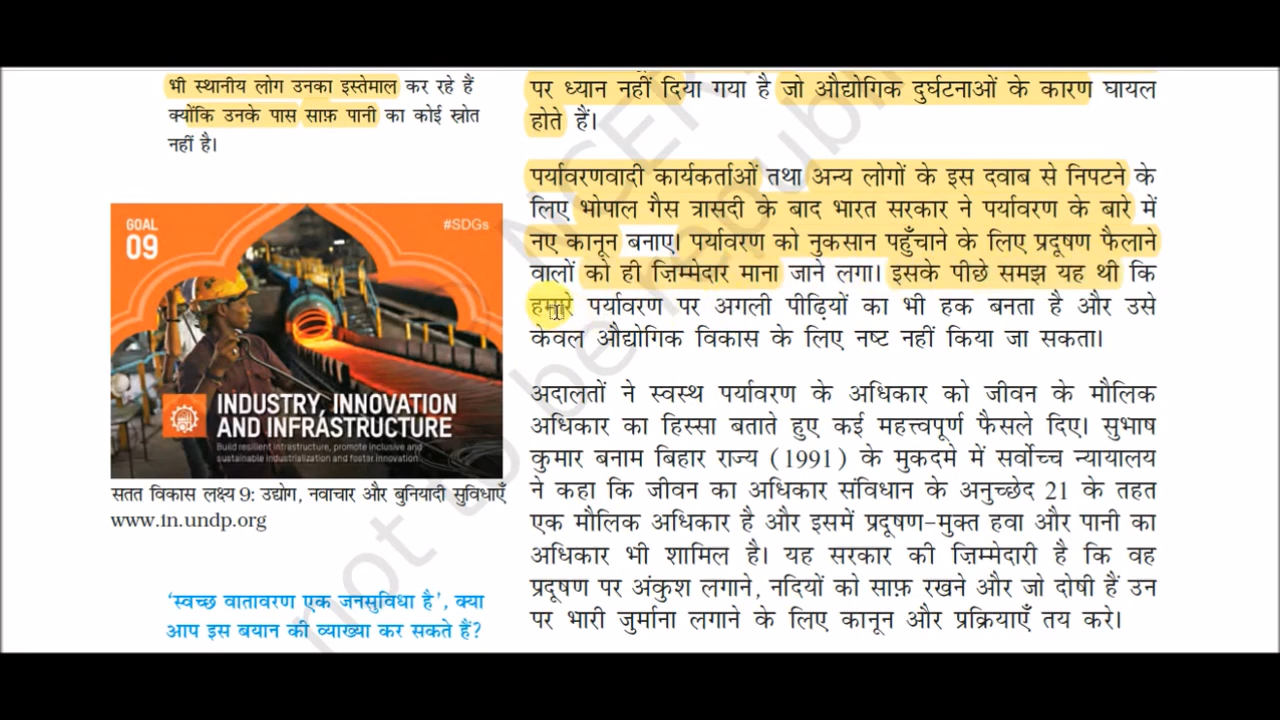 भी स्थानीय लोग उनका इस्तेमाल कर रहे हैं
क्योंकि उनके पास साफ़ पानी का कोई स्रोत
नहीं है।
GOAL
09
#SDGs
INDUSTRY, INNOVATION
AND INFRASTRUCTURE
Build resilient infrastructure, promote inclusive and
sustainable industrialization and foster innovation
सतत विकास लक्ष्य 9: उद्योग, नवाचार और बुनियादी सुविधाएँ
www.in.undp.org
'स्वच्छ वातावरण एक जनसुविधा है', क्या
आप इस बयान की व्याख्या कर सकते हैं?
पर ध्यान नहीं दिया गया है जो औद्योगिक दुर्घटनाओं के कारण घायल
होते हैं।
पर्यावरणवादी कार्यकर्ताओं तथा अन्य लोगों के इस दवाब से निपटने के
लिए भोपाल गैस त्रासदी के बाद भारत सरकार ने पर्यावरण के बारे में
नए कानून बनाए। पर्यावरण को नुकसान पहुँचाने के लिए प्रदूषण फैलाने
वालों को ही ज़िम्मेदार माना जाने लगा। इसके पीछे समझ यह थी कि
हमारे पर्यावरण पर अगली पीढ़ियों का भी हक बनता है और उसे
केवल औद्योगिक विकास के लिए नष्ट नहीं किया जा सकता।
अदालतों ने स्वस्थ पर्यावरण के अधिकार को जीवन के मौलिक
अधिकार का हिस्सा बताते हुए कई महत्त्वपूर्ण फैसले दिए। सुभाष
कुमार बनाम बिहार राज्य (1991) के मुकदमे में सर्वोच्च न्यायालय
ने कहा कि जीवन का अधिकार संविधान के अनुच्छेद 21 के तहत
एक मौलिक अधिकार है और इसमें प्रदूषण-मुक्त हवा और पानी का
अधिकार भी शामिल है। यह सरकार की ज़िम्मेदारी है कि वह
प्रदूषण पर अंकुश लगाने, नदियों को साफ़ रखने और जो दोषी हैं उन
पर भारी जुर्माना लगाने के लिए कानून और प्रक्रियाएँ तय करे।
not to be republi
NCER